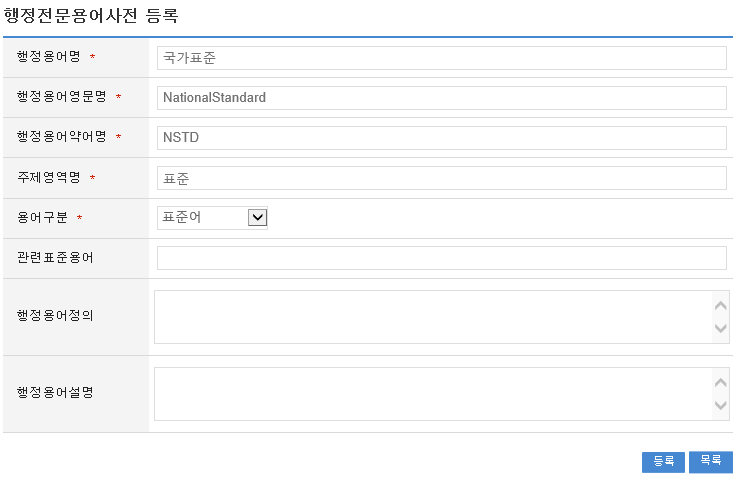 행정전문용어사전 등록
행정용어명 * 국가표준
행정용어영문명 * NationalStandard
행정용어약어명 * NSTD
주제영역명 * 표준
용어구분 * 표준어
관련표준용어
행정용어정의
행정용어설명
등록 목록